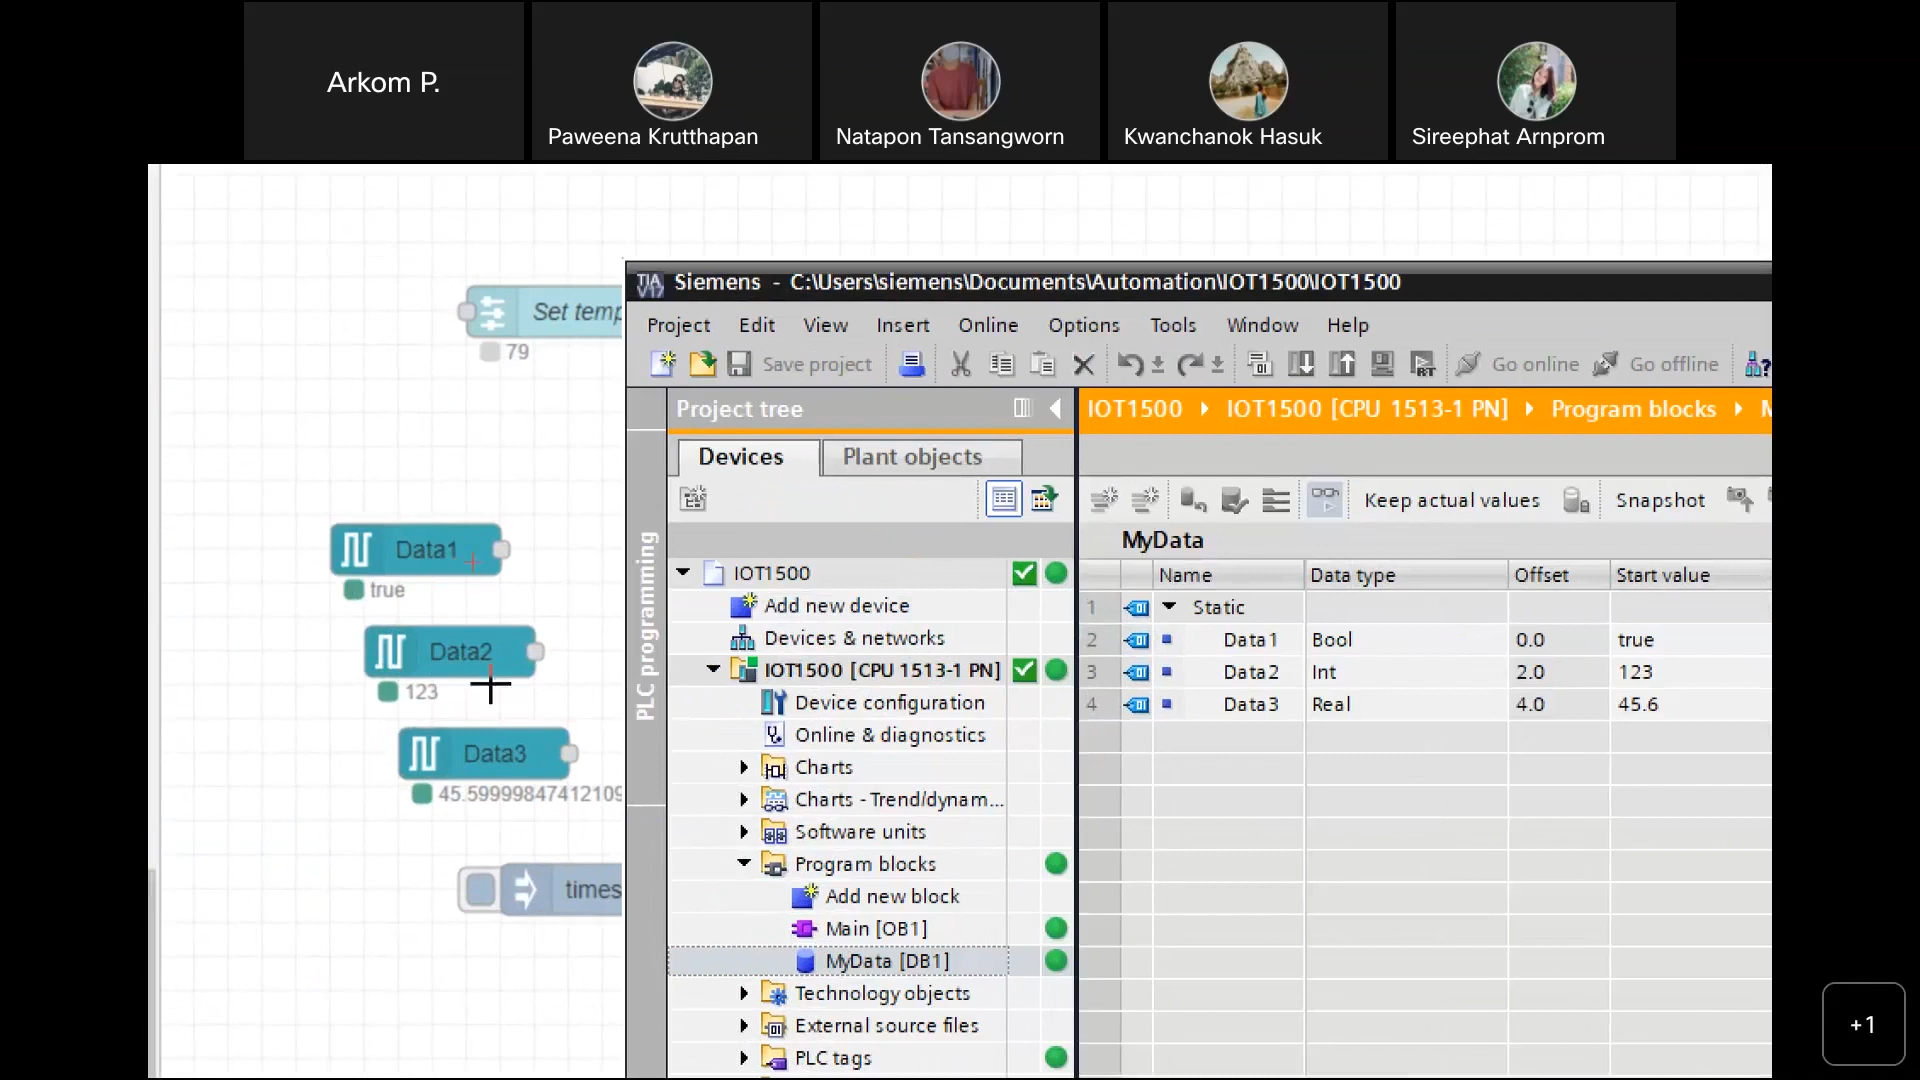 Arkom P.
Paweena Krutthapan
Natapon Tansangworn
Kwanchanok Hasuk
Sireephat Arnprom
Set temp
79
Data1
true
Data2
123
Data3
45.59999847412109
times
TIA
V17
Siemens - C:\Users\siemens\Documents\Automation\IOT1500\IOT1500
Project Edit View Insert Online Options Tools Window Help
Save project
Go online
Go offline
PLC programming
Project tree
Devices
Plant objects
IOT1500
Add new device
Devices & networks
IOT1500 [CPU 1513-1 PN]
Device configuration
Online & diagnostics
Charts
Charts - Trend/dynam...
Software units
Program blocks
Add new block
Main [OB1]
MyData [DB1]
Technology objects
External source files
PLC tags
IOT1500 IOT1500 [CPU 1513-1 PN] Program blocks
Keep actual values
Snapshot
MyData
Name Data type Offset Start value
1 Static
2 Data1 Bool 0.0 true
3 Data2 Int 2.0 123
4 Data3 Real 4.0 45.6
+1